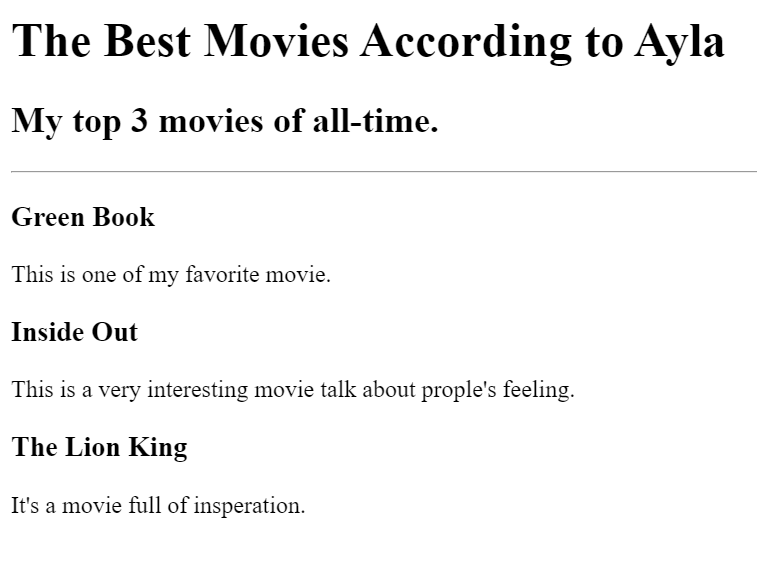 The Best Movies According to Ayla
My top 3 movies of all-time.
Green Book
This is one of my favorite movie.
Inside Out
This is a very interesting movie talk about prople's feeling.
The Lion King
It's a movie full of insperation.